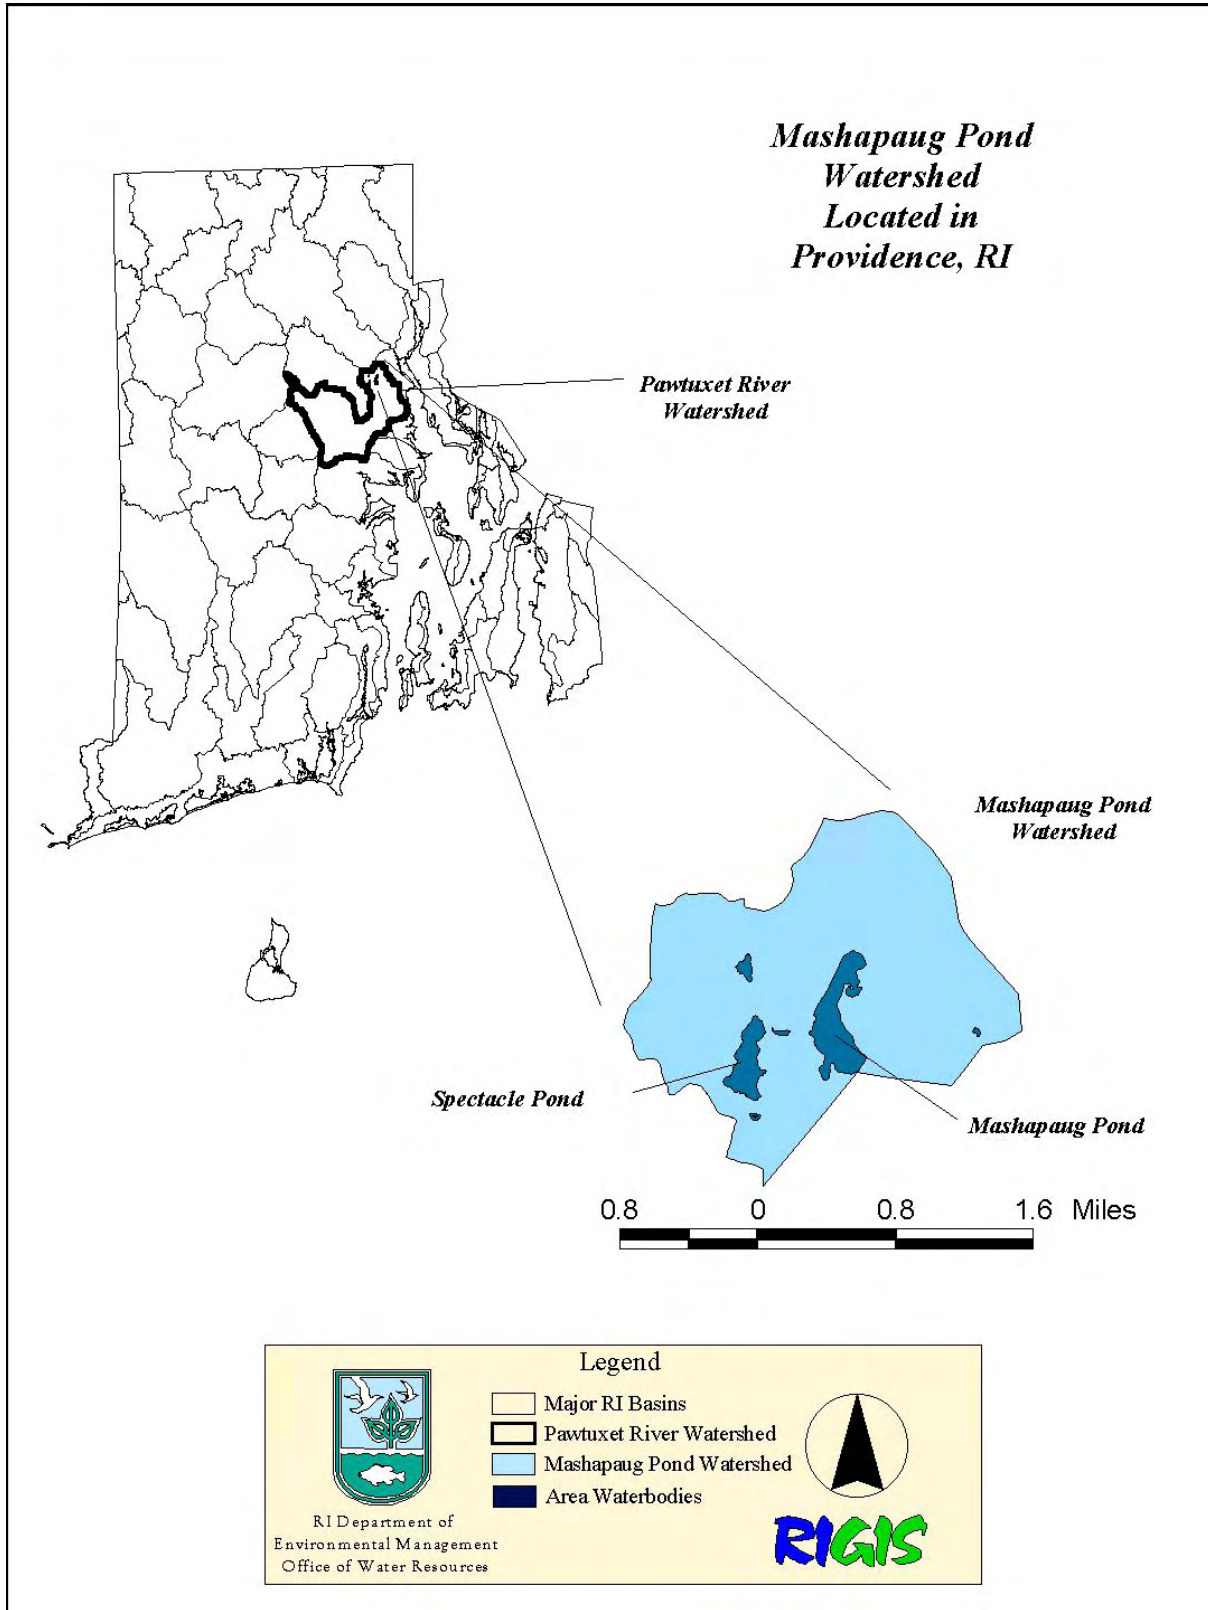 Mashapaug Pond
Watershed
Located in
Providence, RI
Pawtuxet River
Watershed
Mashapaug Pond
Watershed
Spectacle Pond
Mashapaug Pond
0.8 0 0.8 1.6 Miles
Legend
Major RI Basins
Pawtuxet River Watershed
Mashapaug Pond Watershed
Area Waterbodies
RI Department of
Environmental Management
Office of Water Resources
RIGIS